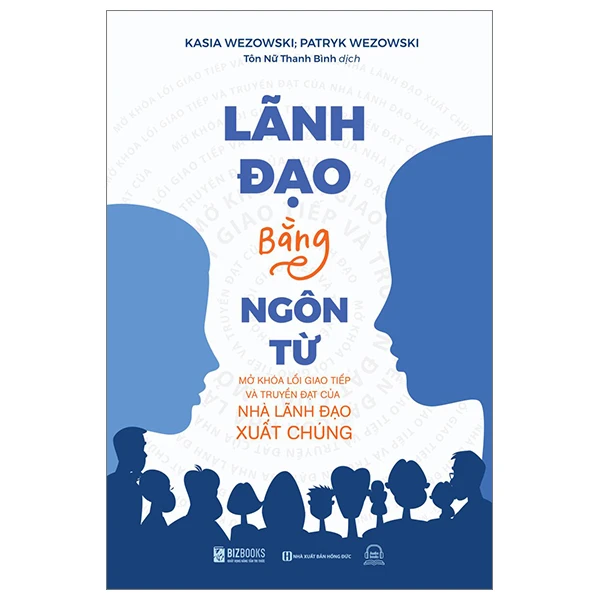 KASIA WEZOWSKI; PATRYK WEZOWSKI
Tôn Nữ Thanh Bình dịch
LÃNH
ĐẠO
Bằng
NGÔN
TỪ
MỞ KHÓA LỐI GIAO TIẾP
VÀ TRUYỀN ĐẠT CỦA
NHÀ LÃNH ĐẠO
XUẤT CHÚNG
BIZBOOKS
NHÀ XUẤT BẢN HỒNG ĐỨC